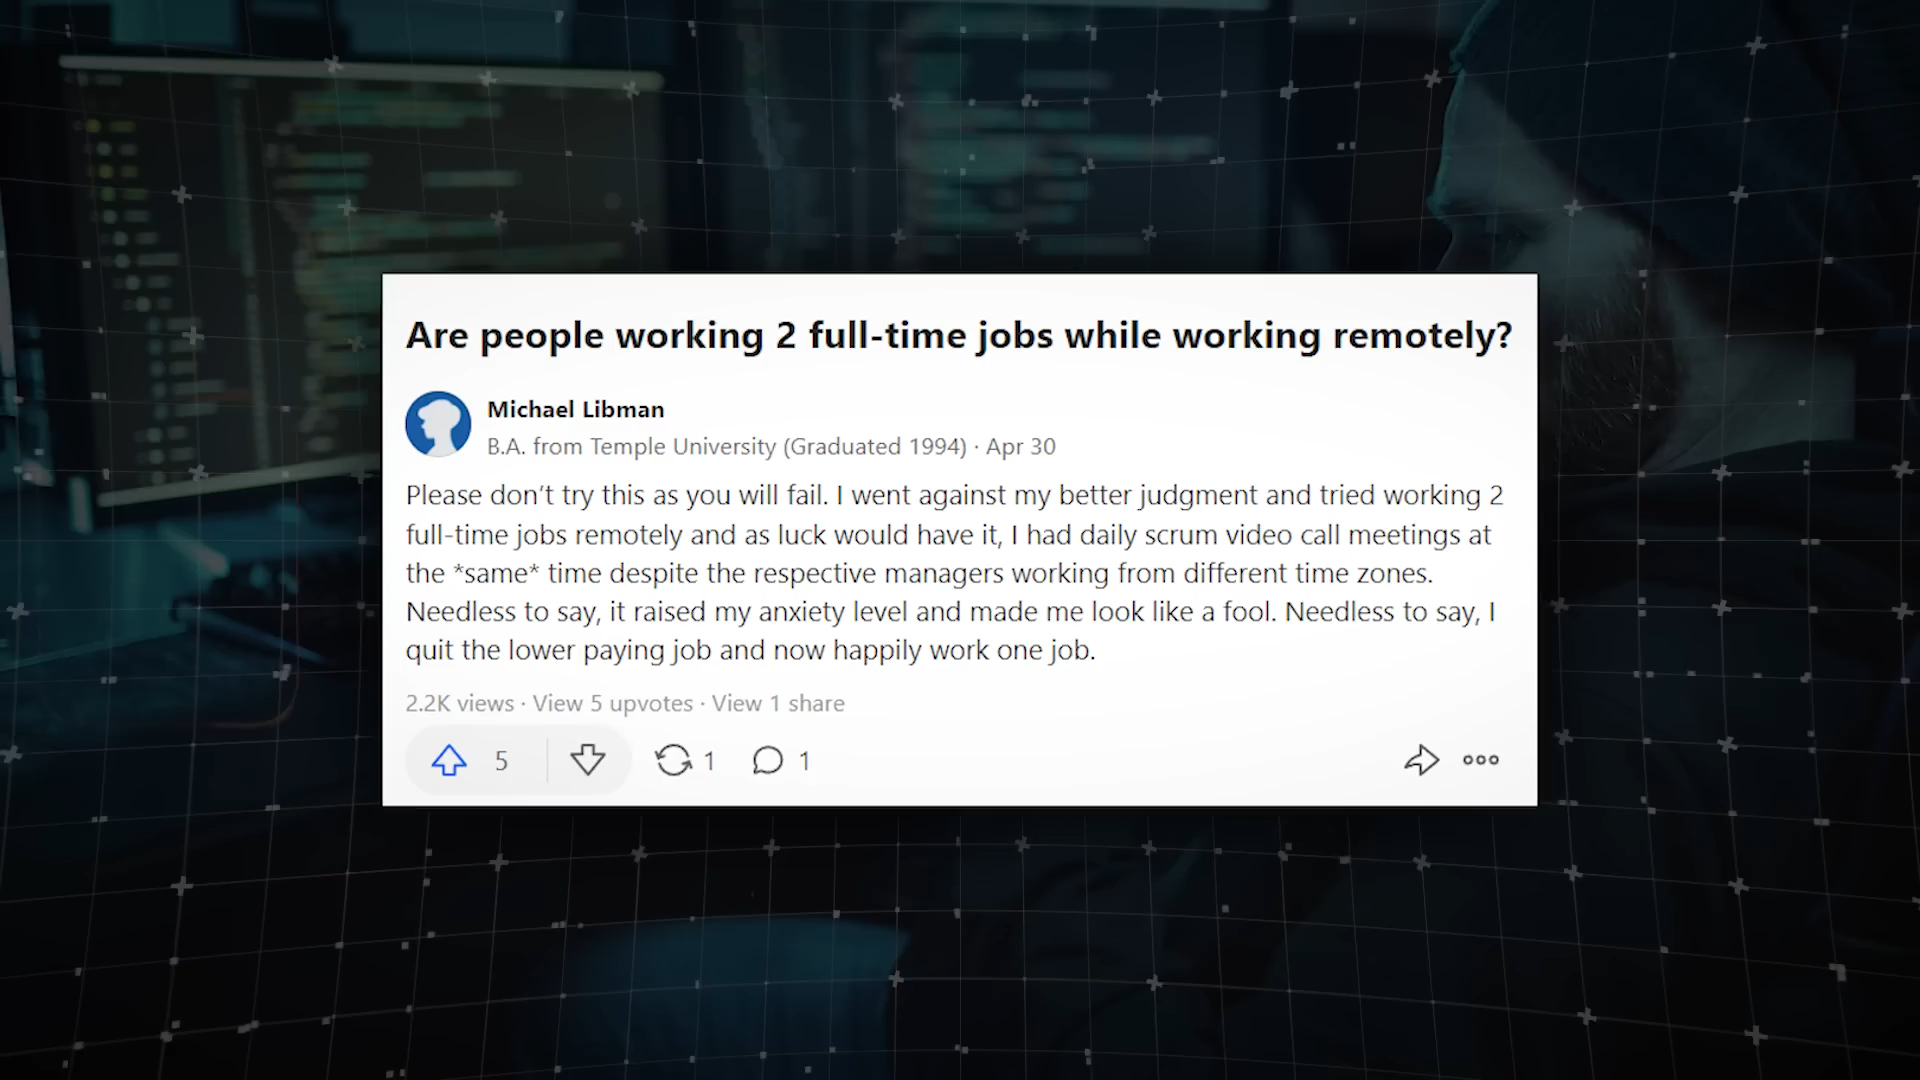 Are people working 2 full-time jobs while working remotely?
Michael Libman
B.A. from Temple University (Graduated 1994) · Apr 30
Please don’t try this as you will fail. I went against my better judgment and tried working 2
full-time jobs remotely and as luck would have it, I had daily scrum video call meetings at
the *same* time despite the respective managers working from different time zones.
Needless to say, it raised my anxiety level and made me look like a fool. Needless to say, I
quit the lower paying job and now happily work one job.
2.2K views · View 5 upvotes · View 1 share
5 1 1